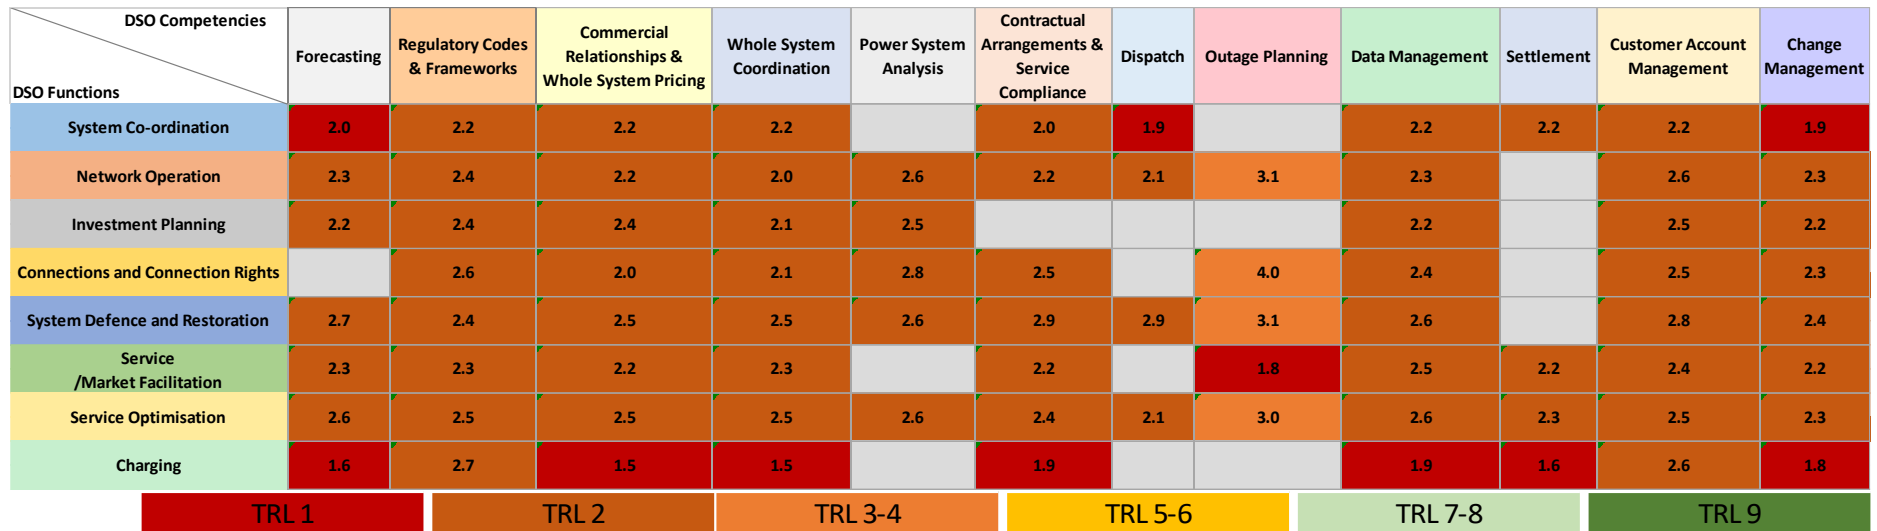 DSO Competencies
DSO Functions
Forecasting
Regulatory Codes
& Frameworks
Commercial
Relationships &
Whole System Pricing
Whole System
Coordination
Power System
Analysis
Contractual
Arrangements &
Service
Compliance
Dispatch
Outage Planning
Data Management
Settlement
Customer Account
Management
Change
Management
System Co-ordination 2.0 2.2 2.2 2.2 2.0 1.9 2.2 2.2 2.2 1.9
Network Operation 2.3 2.4 2.2 2.0 2.6 2.2 2.1 3.1 2.3 2.6 2.3
Investment Planning 2.2 2.4 2.4 2.1 2.5 2.2 2.5 2.2
Connections and Connection Rights 2.6 2.0 2.1 2.8 2.5 4.0 2.4 2.5 2.3
System Defence and Restoration 2.7 2.4 2.5 2.5 2.6 2.9 2.9 3.1 2.6 2.8 2.4
Service
/Market Facilitation 2.3 2.3 2.2 2.3 2.2 1.8 2.5 2.2 2.4 2.2
Service Optimisation 2.6 2.5 2.5 2.5 2.6 2.4 2.1 3.0 2.6 2.3 2.5 2.3
Charging 1.6 2.7 1.5 1.5 1.9 1.9 1.6 2.6 1.8
TRL 1 TRL 2 TRL 3-4 TRL 5-6 TRL 7-8 TRL 9